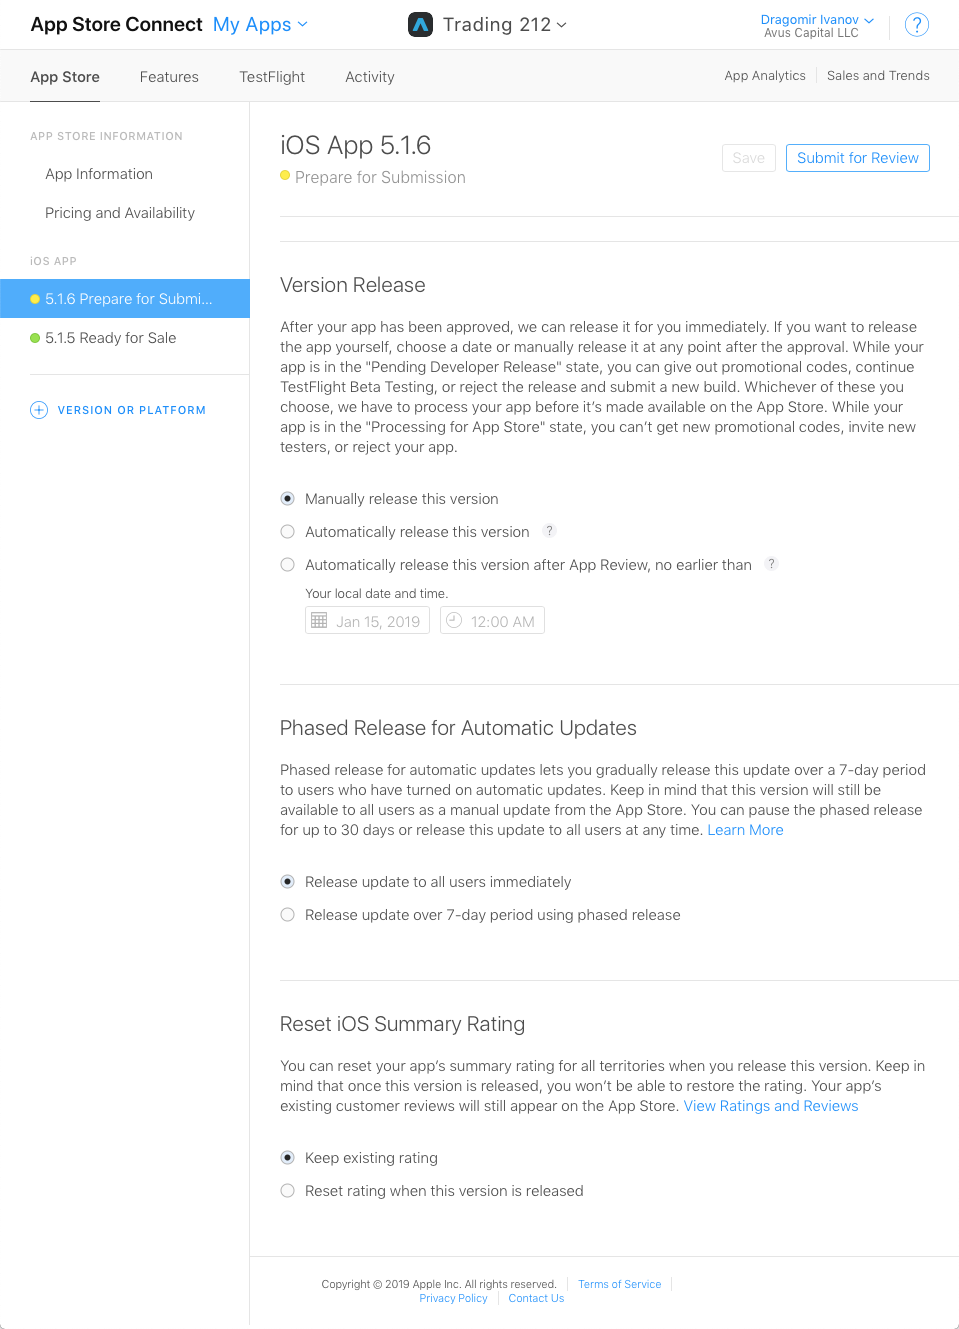 App Store Connect My Apps
Trading 212
Dragomir Ivanov
Avus Capital LLC
?
App Store Features TestFlight Activity
App Analytics Sales and Trends
APP STORE INFORMATION
App Information
Pricing and Availability
iOS APP
5.1.6 Prepare for Submi...
5.1.5 Ready for Sale
VERSION OR PLATFORM
iOS App 5.1.6
Prepare for Submission
Save Submit for Review
Version Release
After your app has been approved, we can release it for you immediately. If you want to release
the app yourself, choose a date or manually release it at any point after the approval. While your
app is in the "Pending Developer Release" state, you can give out promotional codes, continue
TestFlight Beta Testing, or reject the release and submit a new build. Whichever of these you
choose, we have to process your app before it’s made available on the App Store. While your
app is in the "Processing for App Store" state, you can’t get new promotional codes, invite new
testers, or reject your app.
Manually release this version
Automatically release this version ?
Automatically release this version after App Review, no earlier than ?
Your local date and time.
Jan 15, 2019 12:00 AM
Phased Release for Automatic Updates
Phased release for automatic updates lets you gradually release this update over a 7-day period
to users who have turned on automatic updates. Keep in mind that this version will still be
available to all users as a manual update from the App Store. You can pause the phased release
for up to 30 days or release this update to all users at any time. Learn More
Release update to all users immediately
Release update over 7-day period using phased release
Reset iOS Summary Rating
You can reset your app’s summary rating for all territories when you release this version. Keep in
mind that once this version is released, you won’t be able to restore the rating. Your app’s
existing customer reviews will still appear on the App Store. View Ratings and Reviews
Keep existing rating
Reset rating when this version is released
Copyright © 2019 Apple Inc. All rights reserved. Terms of Service
Privacy Policy Contact Us